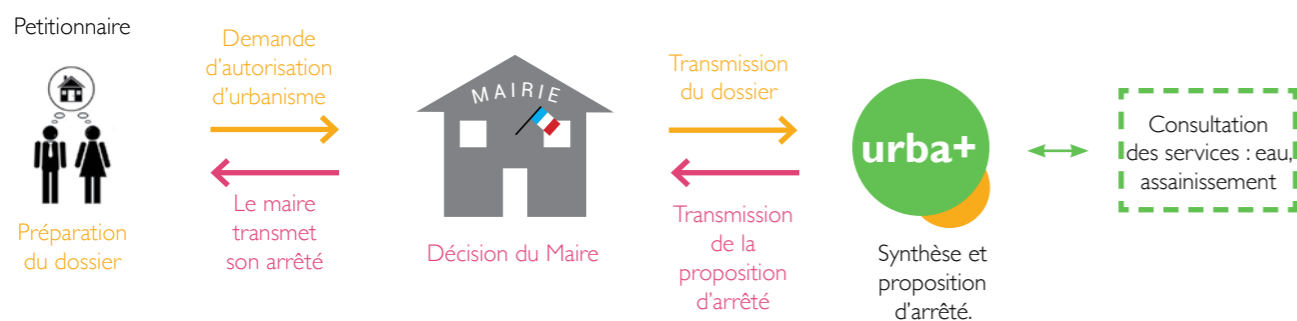 Petitionnaire
Préparation
du dossier
Demande
d'autorisation
d'urbanisme
Le maire
transmet
son arrêté
MAIRIE
Décision du Maire
Transmission
du dossier
Transmission
de la
proposition
d'arrêté
urba+
Synthèse et
proposition
d'arrêté.
Consultation
des services : eau,
assainissement